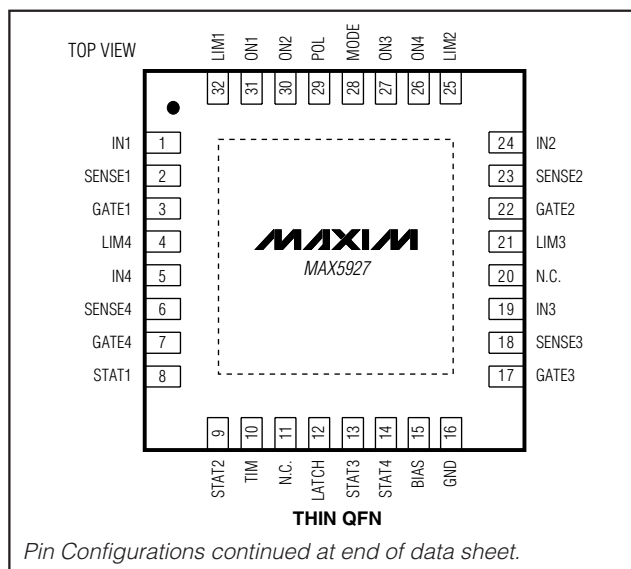 TOP VIEW
LIM1
ON1
ON2
POL
MODE
ON3
ON4
LIM2
32
31
30
29
28
27
26
25
IN1 1
SENSE1 2
GATE1 3
LIM4 4
IN4 5
SENSE4 6
GATE4 7
STAT1 8
MAXIM
MAX5927
24 IN2
23 SENSE2
22 GATE2
21 LIM3
20 N.C.
19 IN3
18 SENSE3
17 GATE3
9
10
11
12
13
14
15
16
STAT2
TIM
N.C.
LATCH
STAT3
STAT4
BIAS
GND
THIN QFN
Pin Configurations continued at end of data sheet.